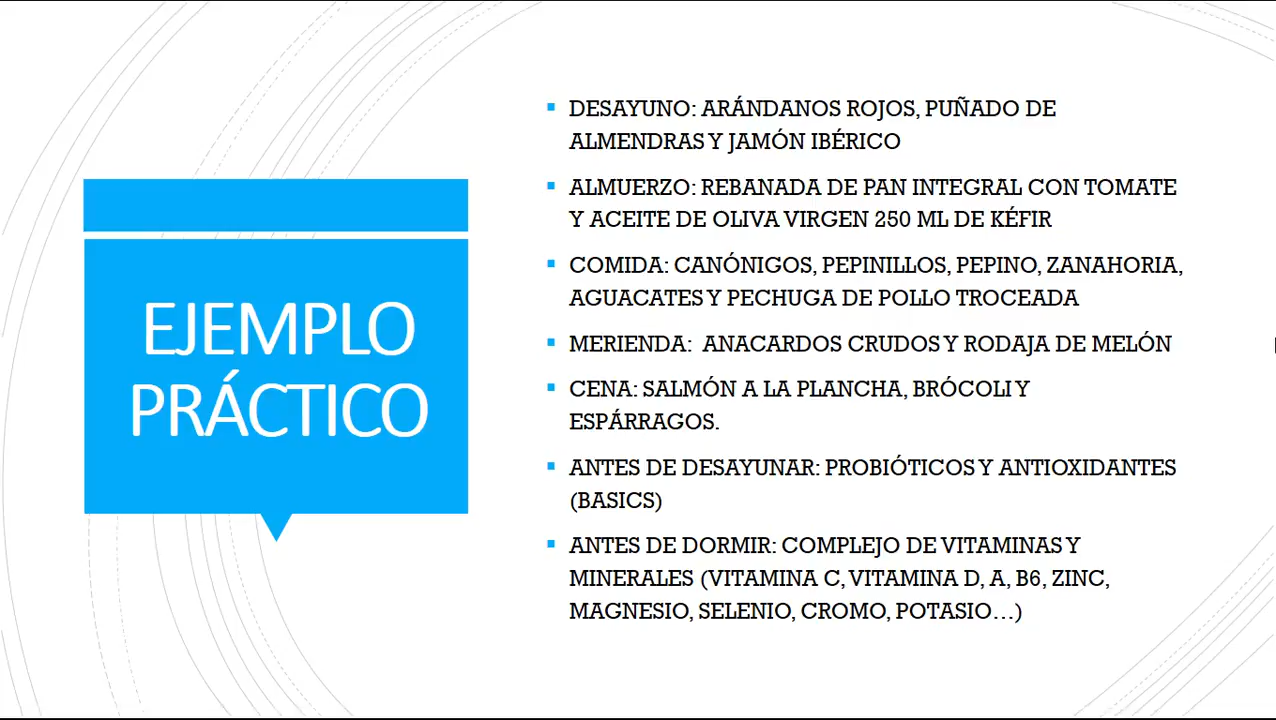 EJEMPLO
PRÁCTICO
DESAYUNO: ARÁNDANOS ROJOS, PUÑADO DE
ALMENDRAS Y JAMÓN IBÉRICO
ALMUERZO: REBANADA DE PAN INTEGRAL CON TOMATE
Y ACEITE DE OLIVA VIRGEN 250 ML DE KÉFIR
COMIDA: CANÓNIGOS, PEPINILLOS, PEPINO, ZANAHORIA,
AGUACATES Y PECHUGA DE POLLO TROCEADA
MERIENDA: ANACARDOS CRUDOS Y RODAJA DE MELÓN
CENA: SALMÓN A LA PLANCHA, BRÓCOLI Y
ESPÁRRAGOS.
ANTES DE DESAYUNAR: PROBIÓTICOS Y ANTIOXIDANTES
(BASICS)
ANTES DE DORMIR: COMPLEJO DE VITAMINAS Y
MINERALES (VITAMINA C, VITAMINA D, A, B6, ZINC,
MAGNESIO, SELENIO, CROMO, POTASIO…)